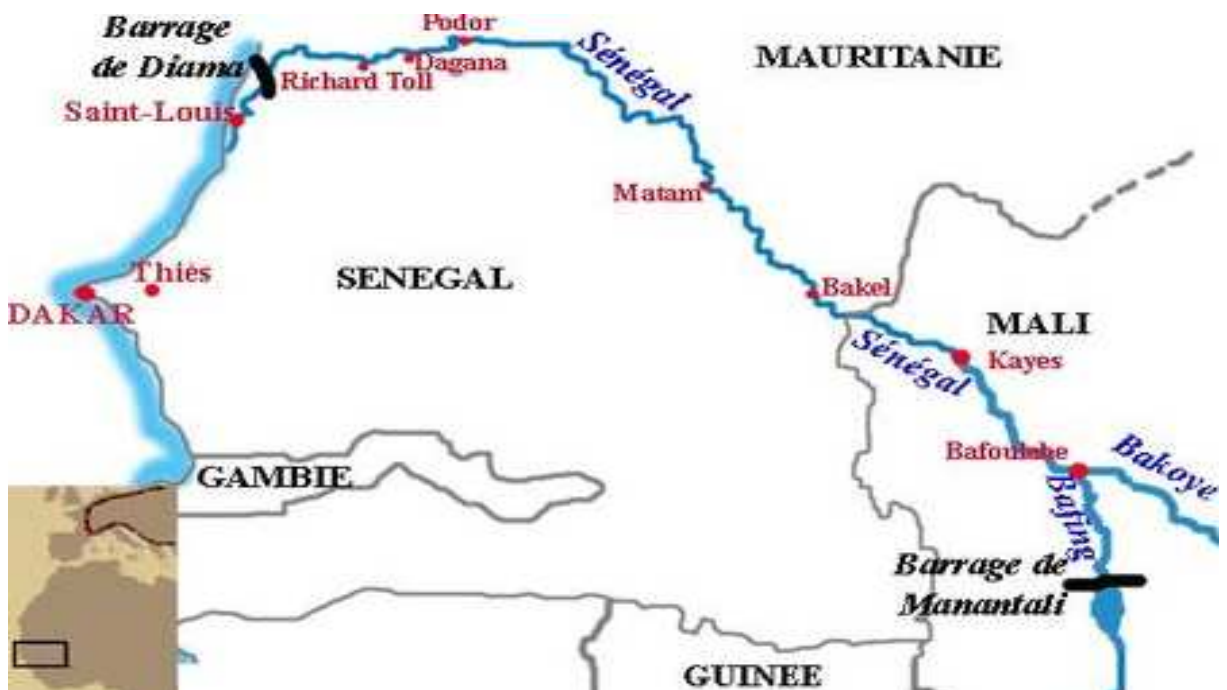 Barrage
de Diama
Podor
Dagana
Richard Toll
Saint-Louis
Sénégal
MAURITANIE
Matam
Thiès
DAKAR
SENEGAL
Bakel
MALI
Sénégal
Kayes
GAMBIE
Bafoulabe
Bakoye
Bafing
Barrage de
Manantali
GUINEE